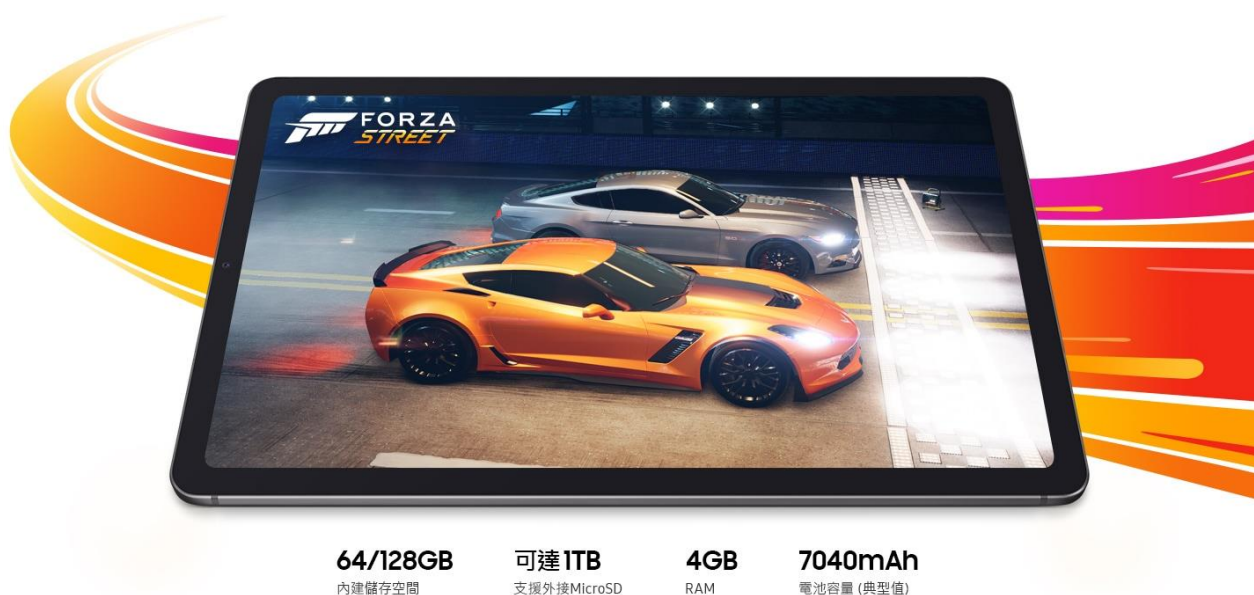 FORZA
STREET
64/128GB
內建儲存空間
可達1TB
支援外接MicroSD
4GB
RAM
7040mAh
電池容量 (典型值)